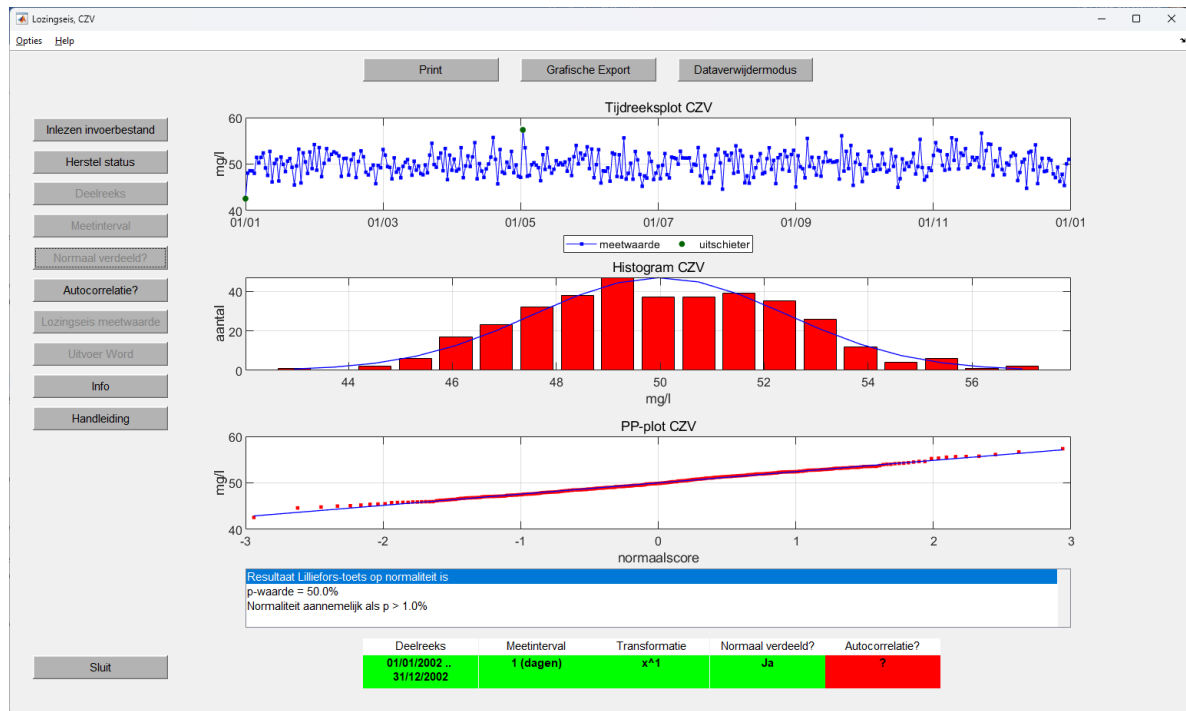 Lozingseis, CZV
Opties Help
Print Grafische Export Dataverwijdermodus
Inlezen invoerbestand
Herstel status
Deelreeks
Meetinterval
Normaal verdeeld?
Autocorrelatie?
Lozingseis meetwaarde
Uitvoer Word
Info
Handleiding
Sluit
Tijdreeksplot CZV
mg/l
60
50
40
01/01 01/03 01/05 01/07 01/09 01/11 01/01
meetwaarde uitschieter
Histogram CZV
aantal
40
20
0
44 46 48 50 52 54 56
mg/l
PP-plot CZV
mg/l
60
50
40
-3 -2 -1 0 1 2 3
normaalscore
Resultaat Lilliefors-toets op normaliteit is
p-waarde = 50.0%
Normaliteit aannemelijk als p > 1.0%
Deelreeks Meetinterval Transformatie Normaal verdeeld? Autocorrelatie?
01/01/2002 .. 1 (dagen) x^1 Ja ?
31/12/2002